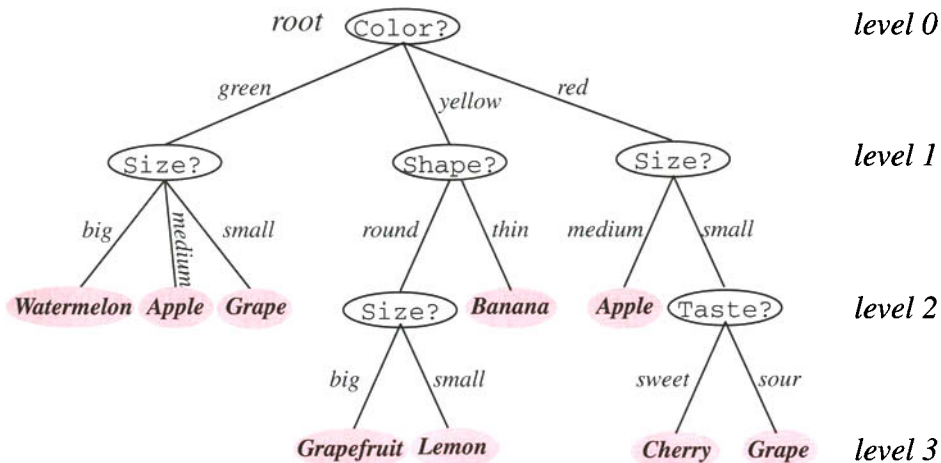 root Color? level 0
green yellow red
Size? Shape? Size? level 1
big medium small round thin medium small
Watermelon Apple Grape Size? Banana Apple Taste? level 2
big small sweet sour
Grapefruit Lemon Cherry Grape level 3